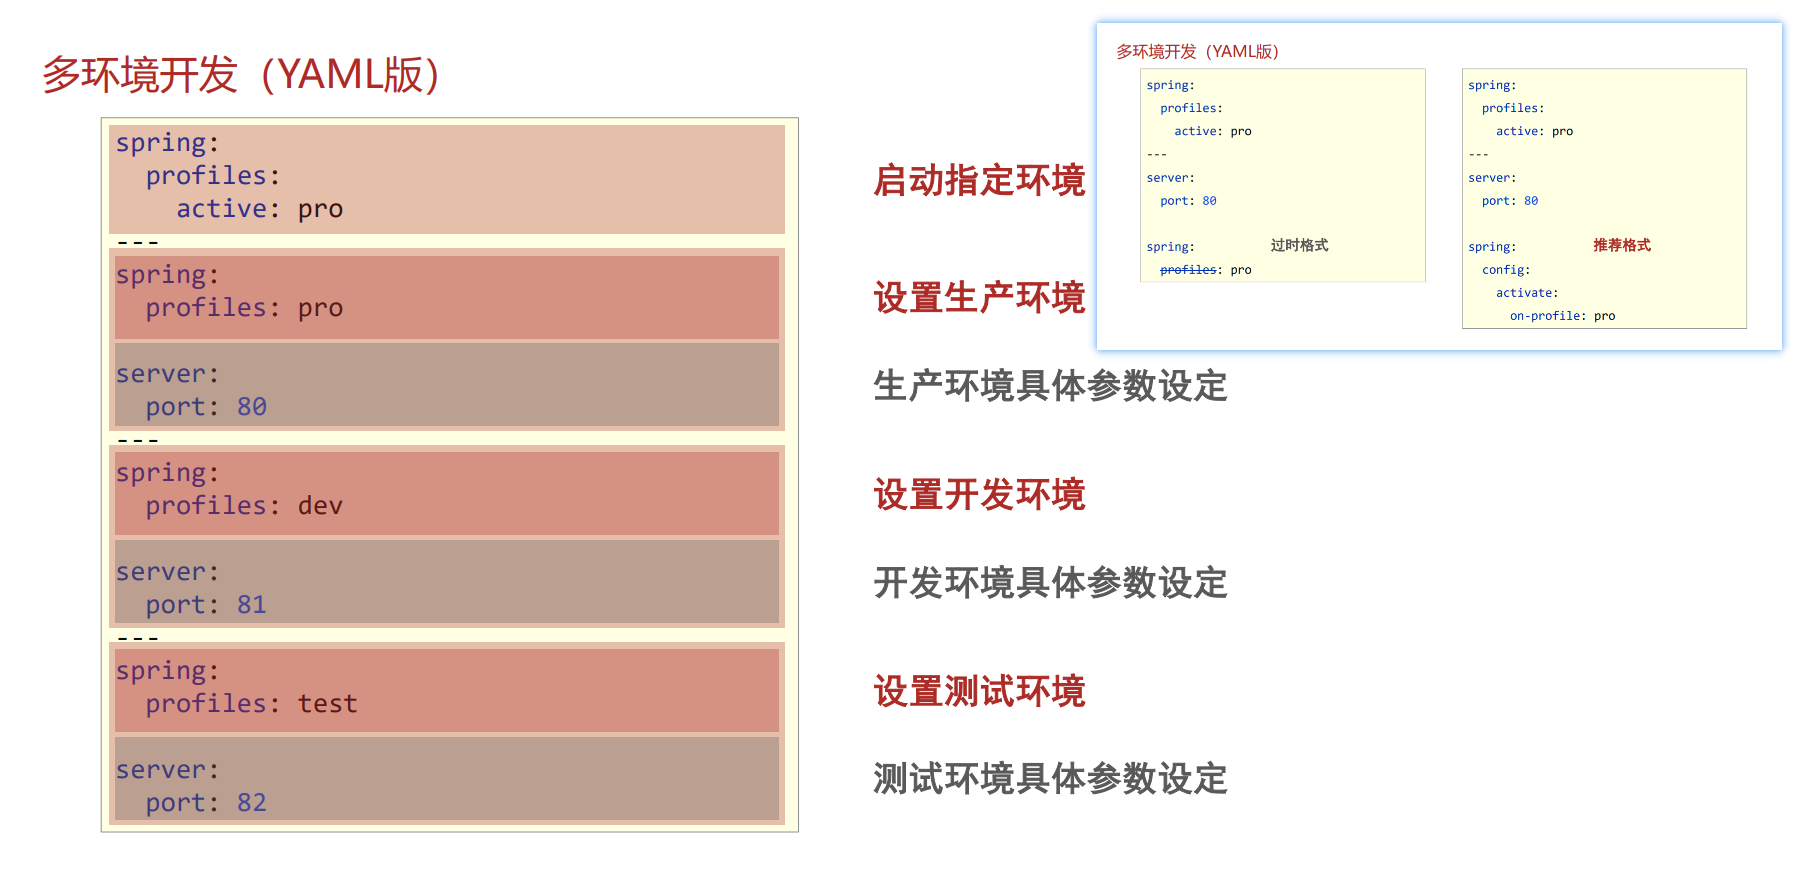 多环境开发（YAML版）
spring:
  profiles:
    active: pro
---
spring:
  profiles: pro
server:
  port: 80
---
spring:
  profiles: dev
server:
  port: 81
---
spring:
  profiles: test
server:
  port: 82
启动指定环境
设置生产环境
生产环境具体参数设定
设置开发环境
开发环境具体参数设定
设置测试环境
测试环境具体参数设定
多环境开发（YAML版）
spring:
  profiles:
    active: pro
---
server:
  port: 80
spring:
过时格式
  profiles: pro
spring:
  profiles:
    active: pro
---
server:
  port: 80
spring:
推荐格式
  config:
    activate:
      on-profile: pro